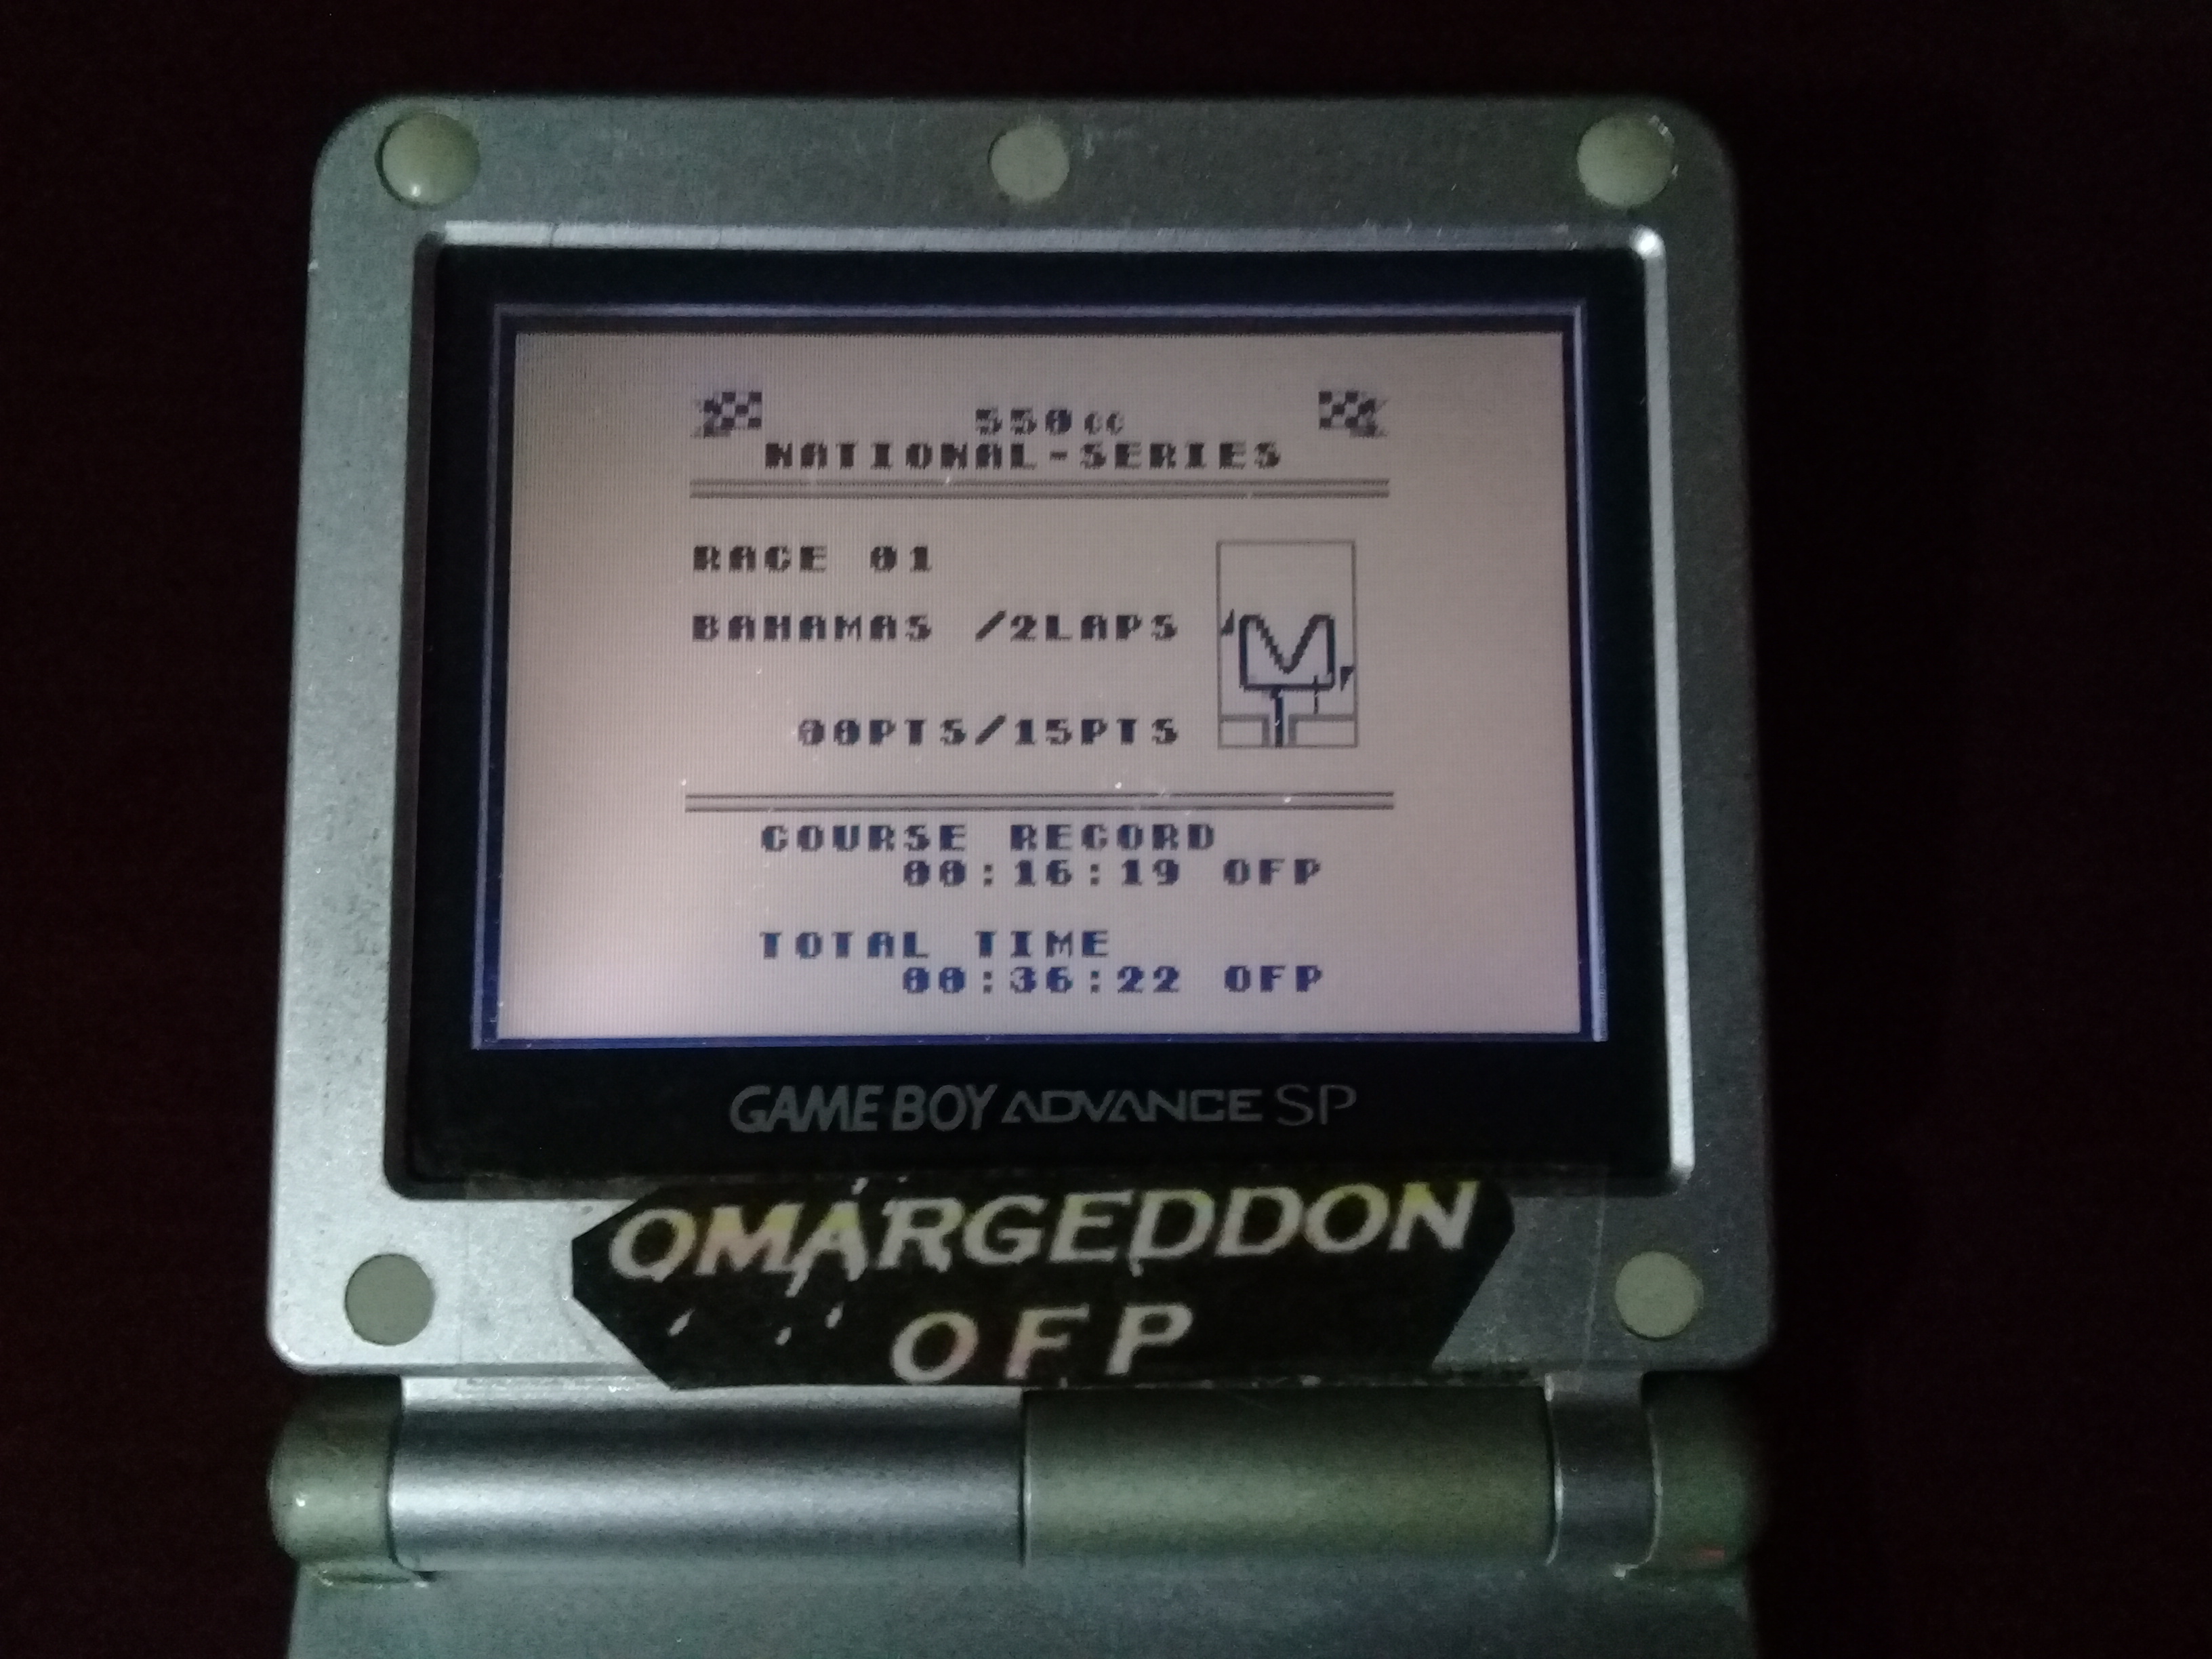 550cc
NATIONAL-SERIES
RACE 01
BAHAMAS /2LAPS
00PTS/15PTS
COURSE RECORD
00:16:19 OFP
TOTAL TIME
00:36:22 OFP
GAME BOY ADVANCE SP
OMARGEDDON
OFP